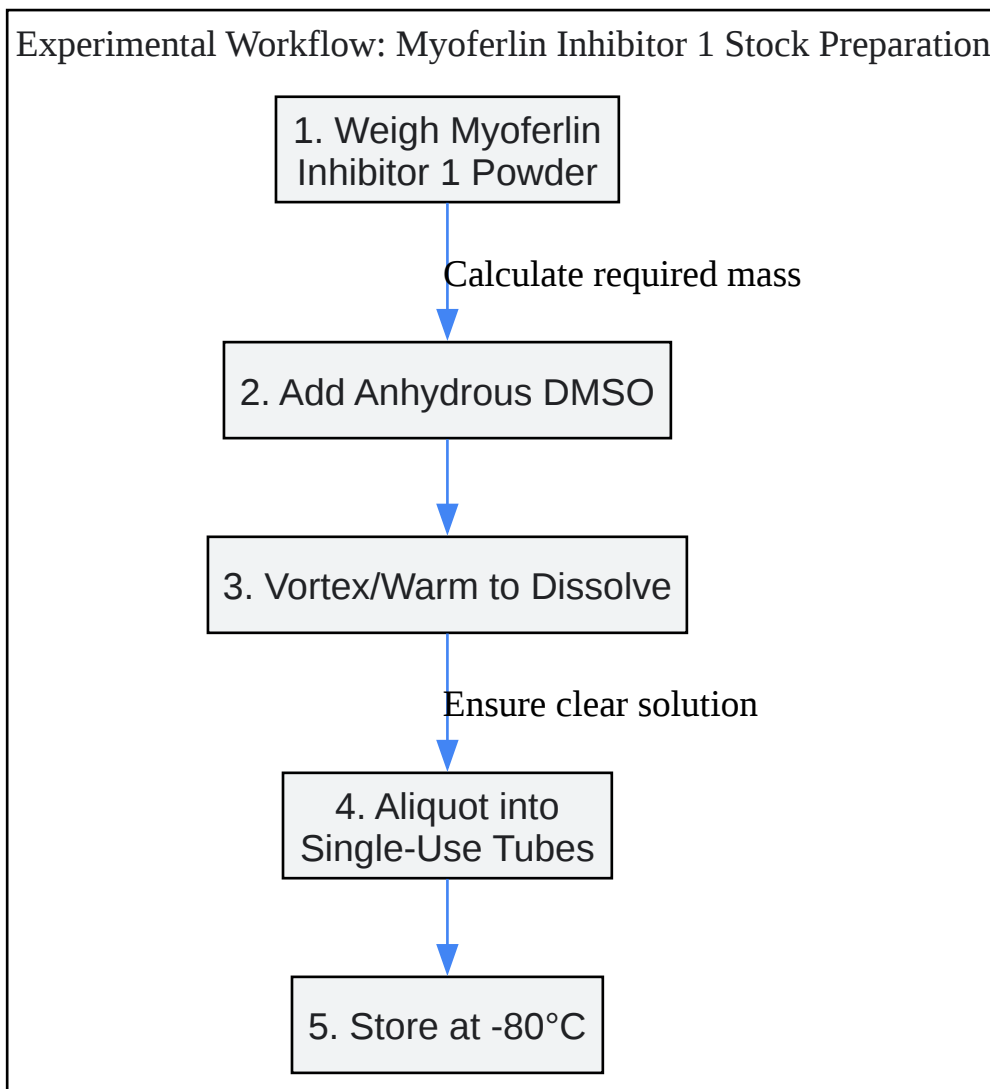 Experimental Workflow: Myoferlin Inhibitor 1 Stock Preparation
1. Weigh Myoferlin
Inhibitor 1 Powder
Calculate required mass
2. Add Anhydrous DMSO
3. Vortex/Warm to Dissolve
Ensure clear solution
4. Aliquot into
Single-Use Tubes
5. Store at -80°C